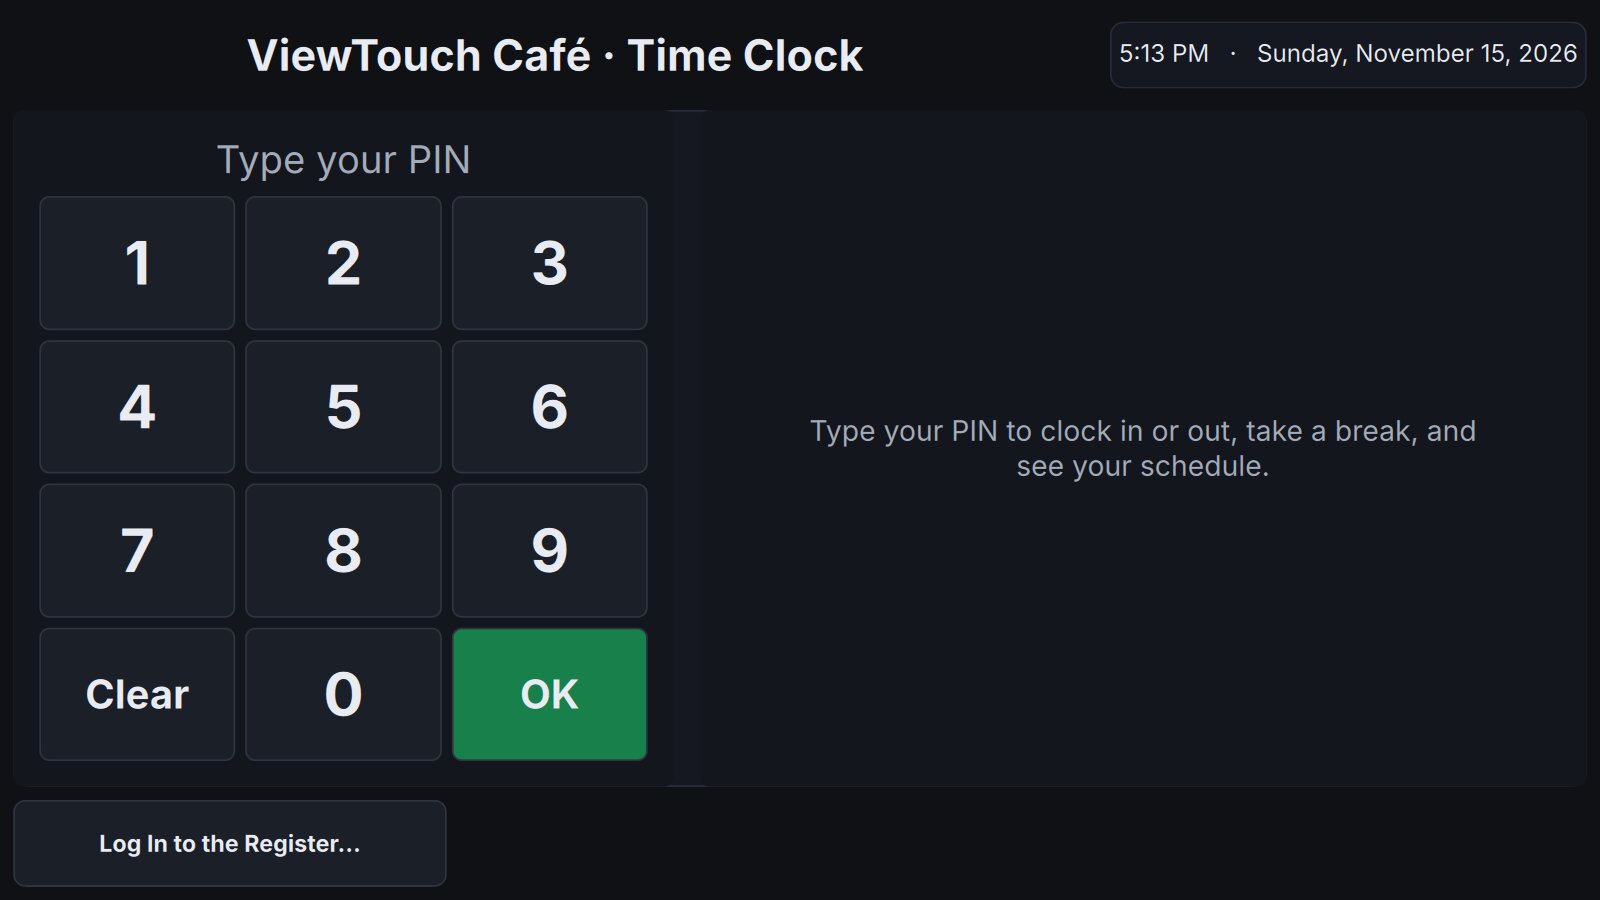 ViewTouch Café · Time Clock
5:13 PM · Sunday, November 15, 2026
Type your PIN
1 2 3
4 5 6
7 8 9
Clear 0 OK
Type your PIN to clock in or out, take a break, and
see your schedule.
Log In to the Register...